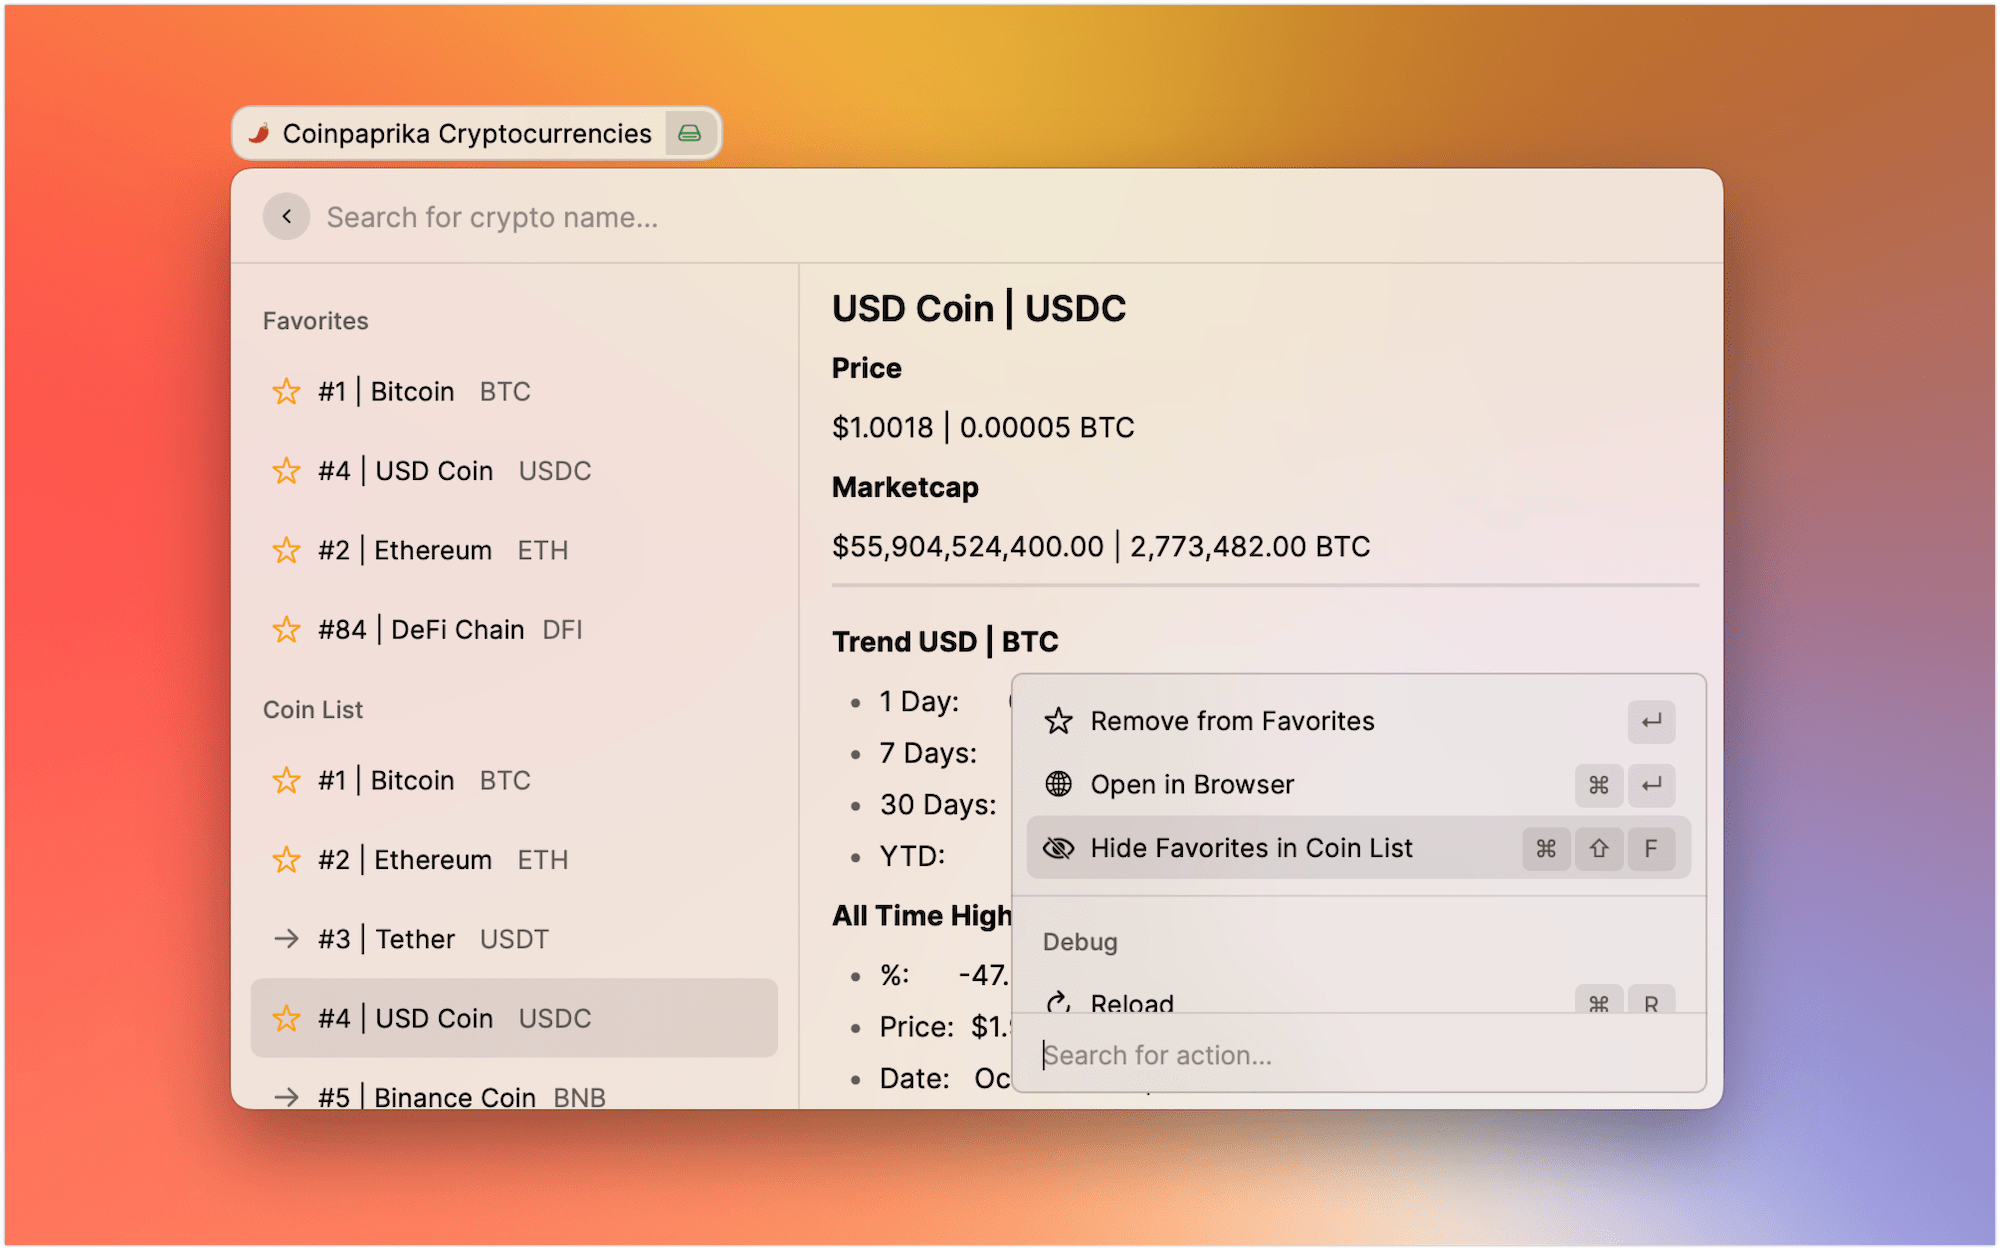 Coinpaprika Cryptocurrencies
Search for crypto name...
Favorites
#1 | Bitcoin BTC
#4 | USD Coin USDC
#2 | Ethereum ETH
#84 | DeFi Chain DFI
Coin List
#1 | Bitcoin BTC
#2 | Ethereum ETH
#3 | Tether USDT
#4 | USD Coin USDC
#5 | Binance Coin BNB
USD Coin | USDC
Price
$1.0018 | 0.00005 BTC
Marketcap
$55,904,524,400.00 | 2,773,482.00 BTC
Trend USD | BTC
• 1 Day:
• 7 Days:
• 30 Days:
• YTD:
All Time High
• %: -47.
• Price: $1.
• Date: Oc
Remove from Favorites ↵
Open in Browser ⌘ ↵
Hide Favorites in Coin List ⌘ ⇧ F
Debug
Reload ⌘ R
Search for action...